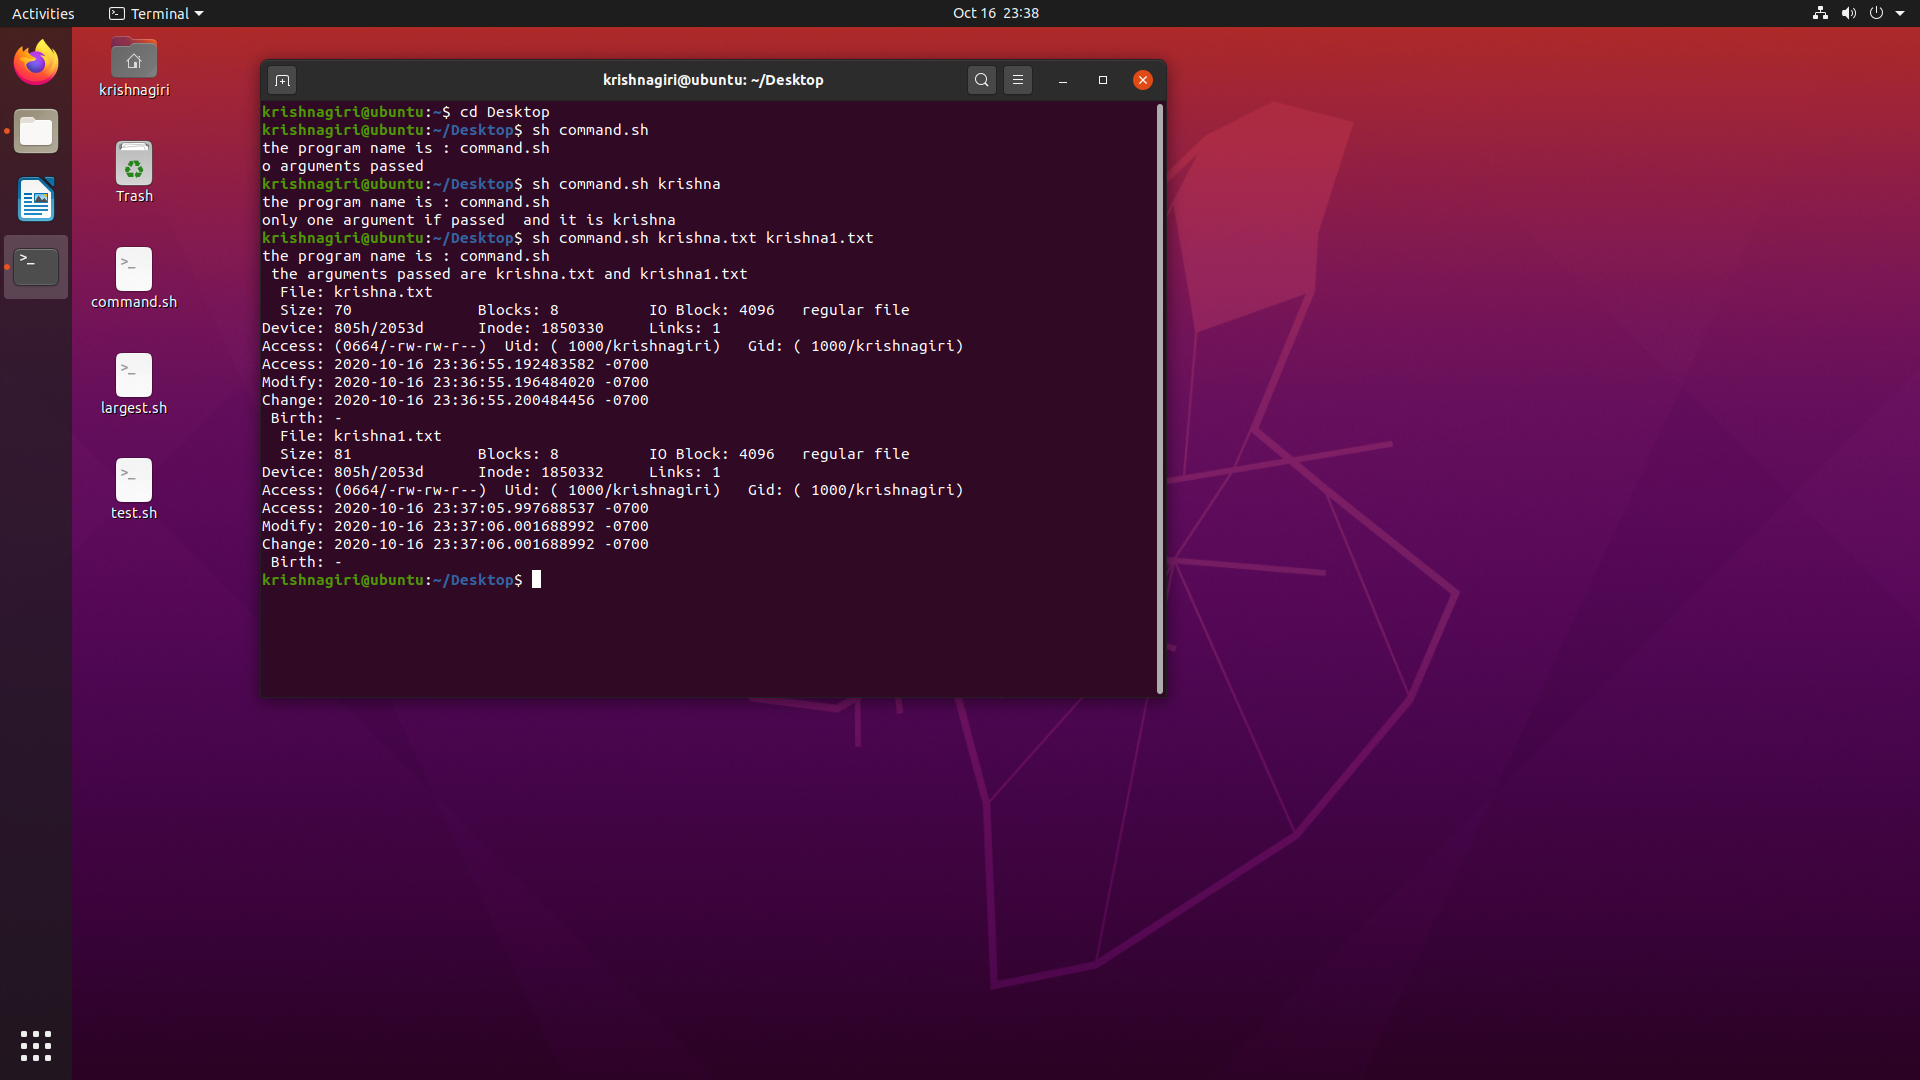 Activities
Terminal
Oct 16 23:38
krishnagiri
Trash
command.sh
largest.sh
test.sh
krishnagiri@ubuntu: ~/Desktop
krishnagiri@ubuntu:~$ cd Desktop
krishnagiri@ubuntu:~/Desktop$ sh command.sh
the program name is : command.sh
o arguments passed
krishnagiri@ubuntu:~/Desktop$ sh command.sh krishna
the program name is : command.sh
only one argument if passed  and it is krishna
krishnagiri@ubuntu:~/Desktop$ sh command.sh krishna.txt krishna1.txt
the program name is : command.sh
 the arguments passed are krishna.txt and krishna1.txt
  File: krishna.txt
  Size: 70              Blocks: 8          IO Block: 4096   regular file
Device: 805h/2053d      Inode: 1850330     Links: 1
Access: (0664/-rw-rw-r--)  Uid: ( 1000/krishnagiri)   Gid: ( 1000/krishnagiri)
Access: 2020-10-16 23:36:55.192483582 -0700
Modify: 2020-10-16 23:36:55.196484020 -0700
Change: 2020-10-16 23:36:55.200484456 -0700
 Birth: -
  File: krishna1.txt
  Size: 81              Blocks: 8          IO Block: 4096   regular file
Device: 805h/2053d      Inode: 1850332     Links: 1
Access: (0664/-rw-rw-r--)  Uid: ( 1000/krishnagiri)   Gid: ( 1000/krishnagiri)
Access: 2020-10-16 23:37:05.997688537 -0700
Modify: 2020-10-16 23:37:06.001688992 -0700
Change: 2020-10-16 23:37:06.001688992 -0700
 Birth: -
krishnagiri@ubuntu:~/Desktop$